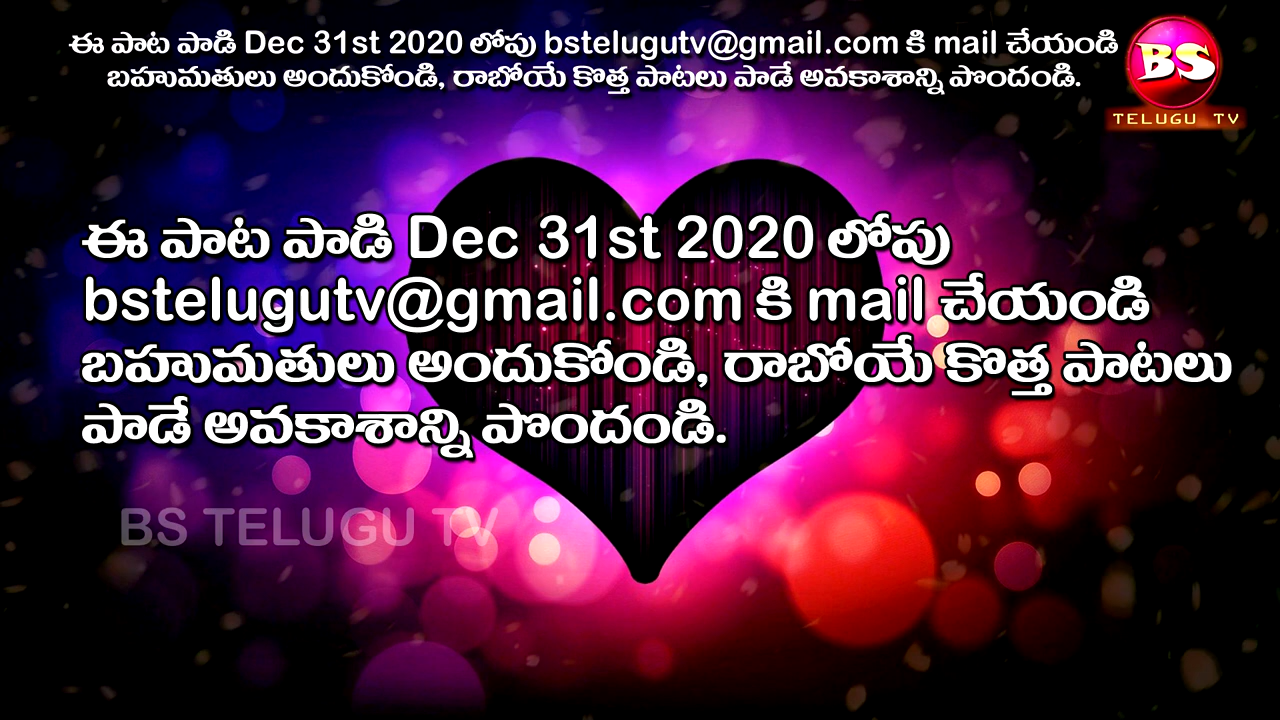 ఈ పాట పాడి Dec 31st 2020 లోపు bstelugutv@gmail.com కి mail చేయండి
బహుమతులు అందుకోండి, రాబోయే కొత్త పాటలు పాడే అవకాశాన్ని పొందండి.
BS
TELUGU TV
ఈ పాట పాడి Dec 31st 2020 లోపు
bstelugutv@gmail.com కి mail చేయండి
బహుమతులు అందుకోండి, రాబోయే కొత్త పాటలు
పాడే అవకాశాన్ని పొందండి.
BS TELUGU TV